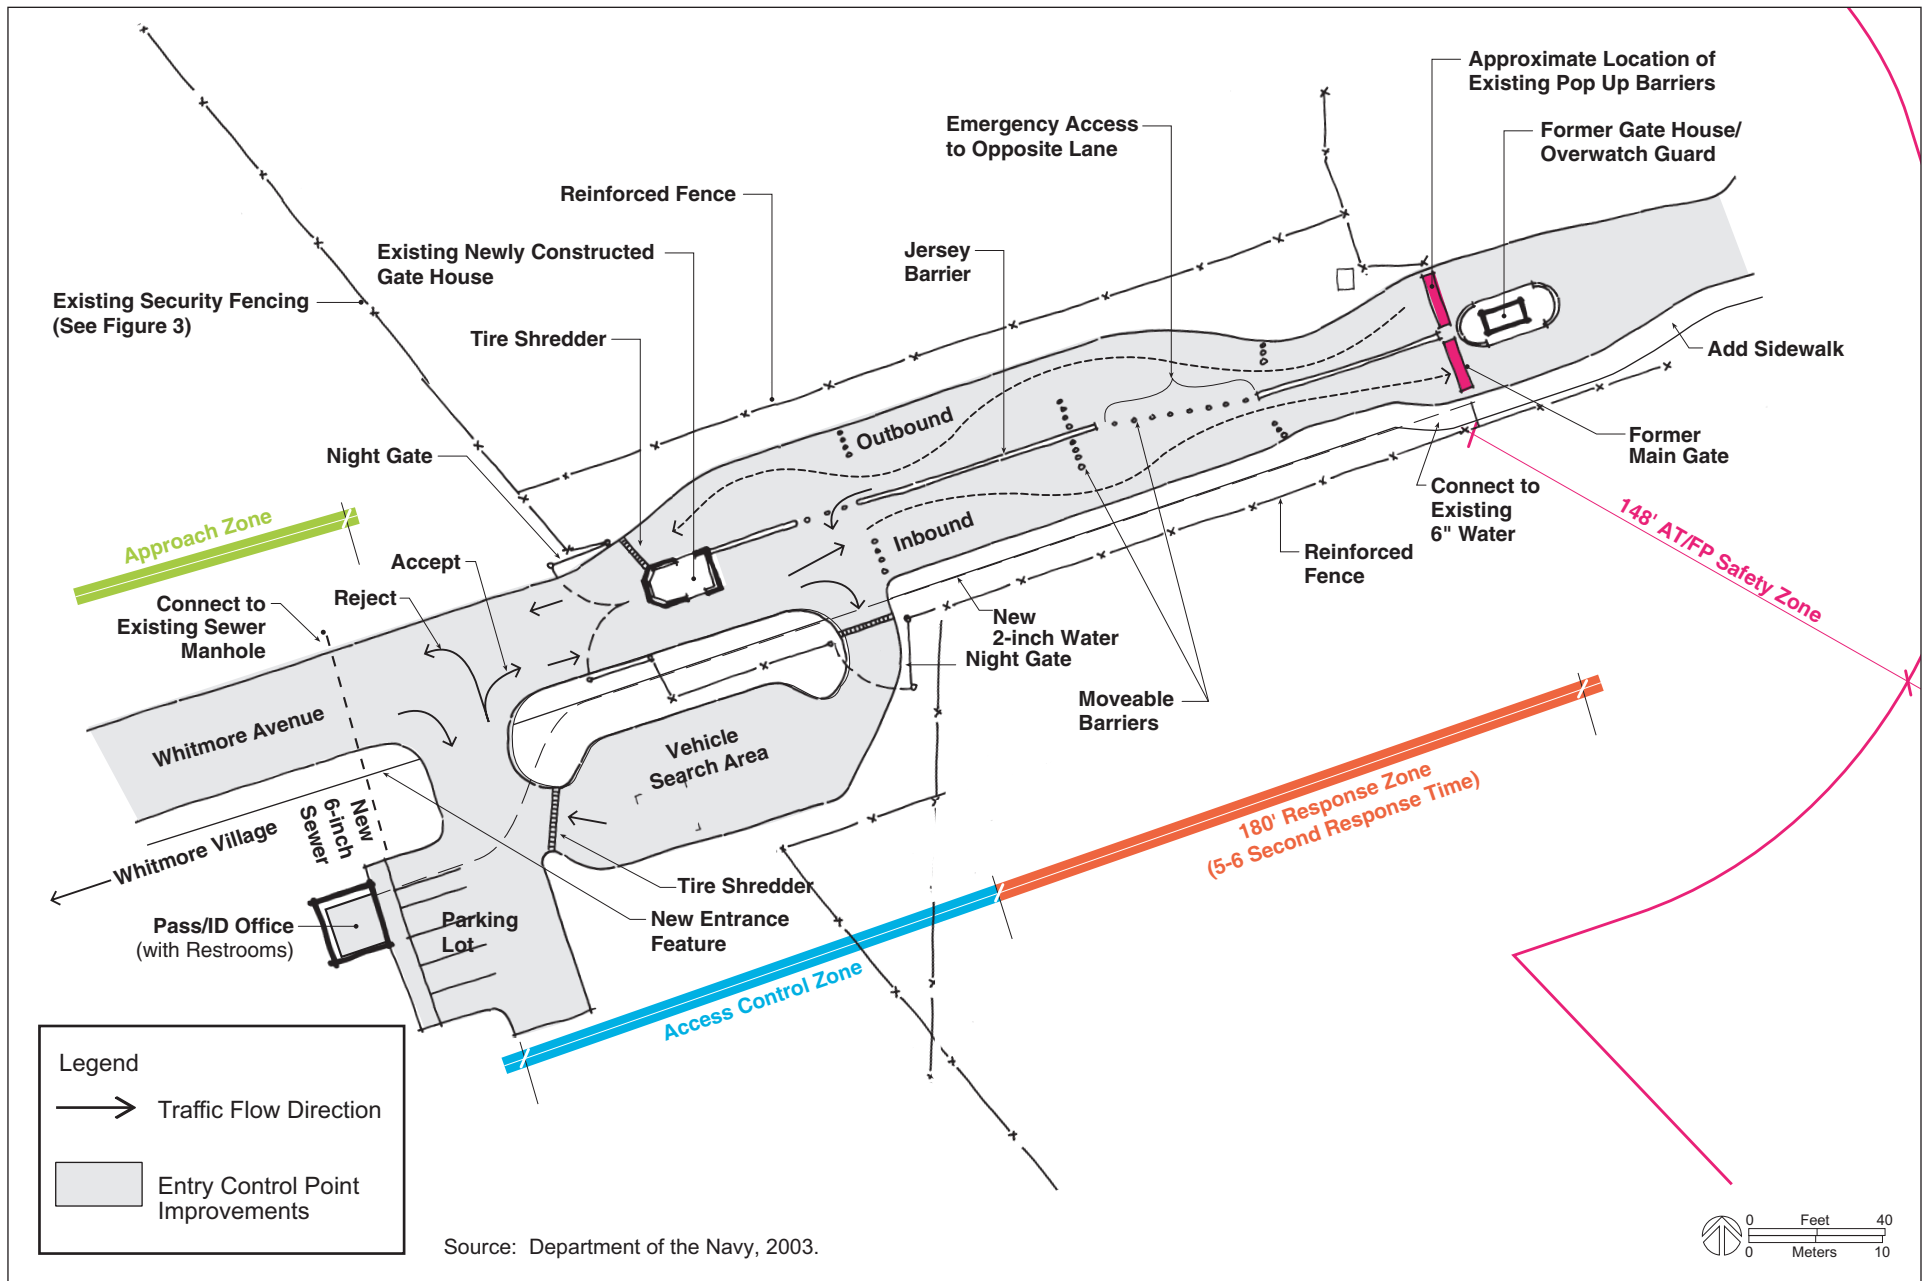 Approximate Location of
Existing Pop Up Barriers
Emergency Access
to Opposite Lane
Former Gate House/
Overwatch Guard
Reinforced Fence
Existing Newly Constructed
Gate House
Jersey
Barrier
Existing Security Fencing
(See Figure 3)
Tire Shredder
Add Sidewalk
Outbound
Night Gate
Former
Main Gate
Connect to
Existing
6" Water
148' AT/FP Safety Zone
Approach Zone
Inbound
Reinforced
Fence
Accept
Reject
Connect to
Existing Sewer
Manhole
New
2-inch Water
Night Gate
Moveable
Barriers
Whitmore Avenue
Vehicle
Search Area
180' Response Zone
(5-6 Second Response Time)
New
6-inch
Sewer
Whitmore Village
Tire Shredder
New Entrance
Feature
Pass/ID Office
(with Restrooms)
Parking
Lot
Access Control Zone
Legend
Traffic Flow Direction
Entry Control Point
Improvements
Source: Department of the Navy, 2003.
0 Feet 40
0 Meters 10